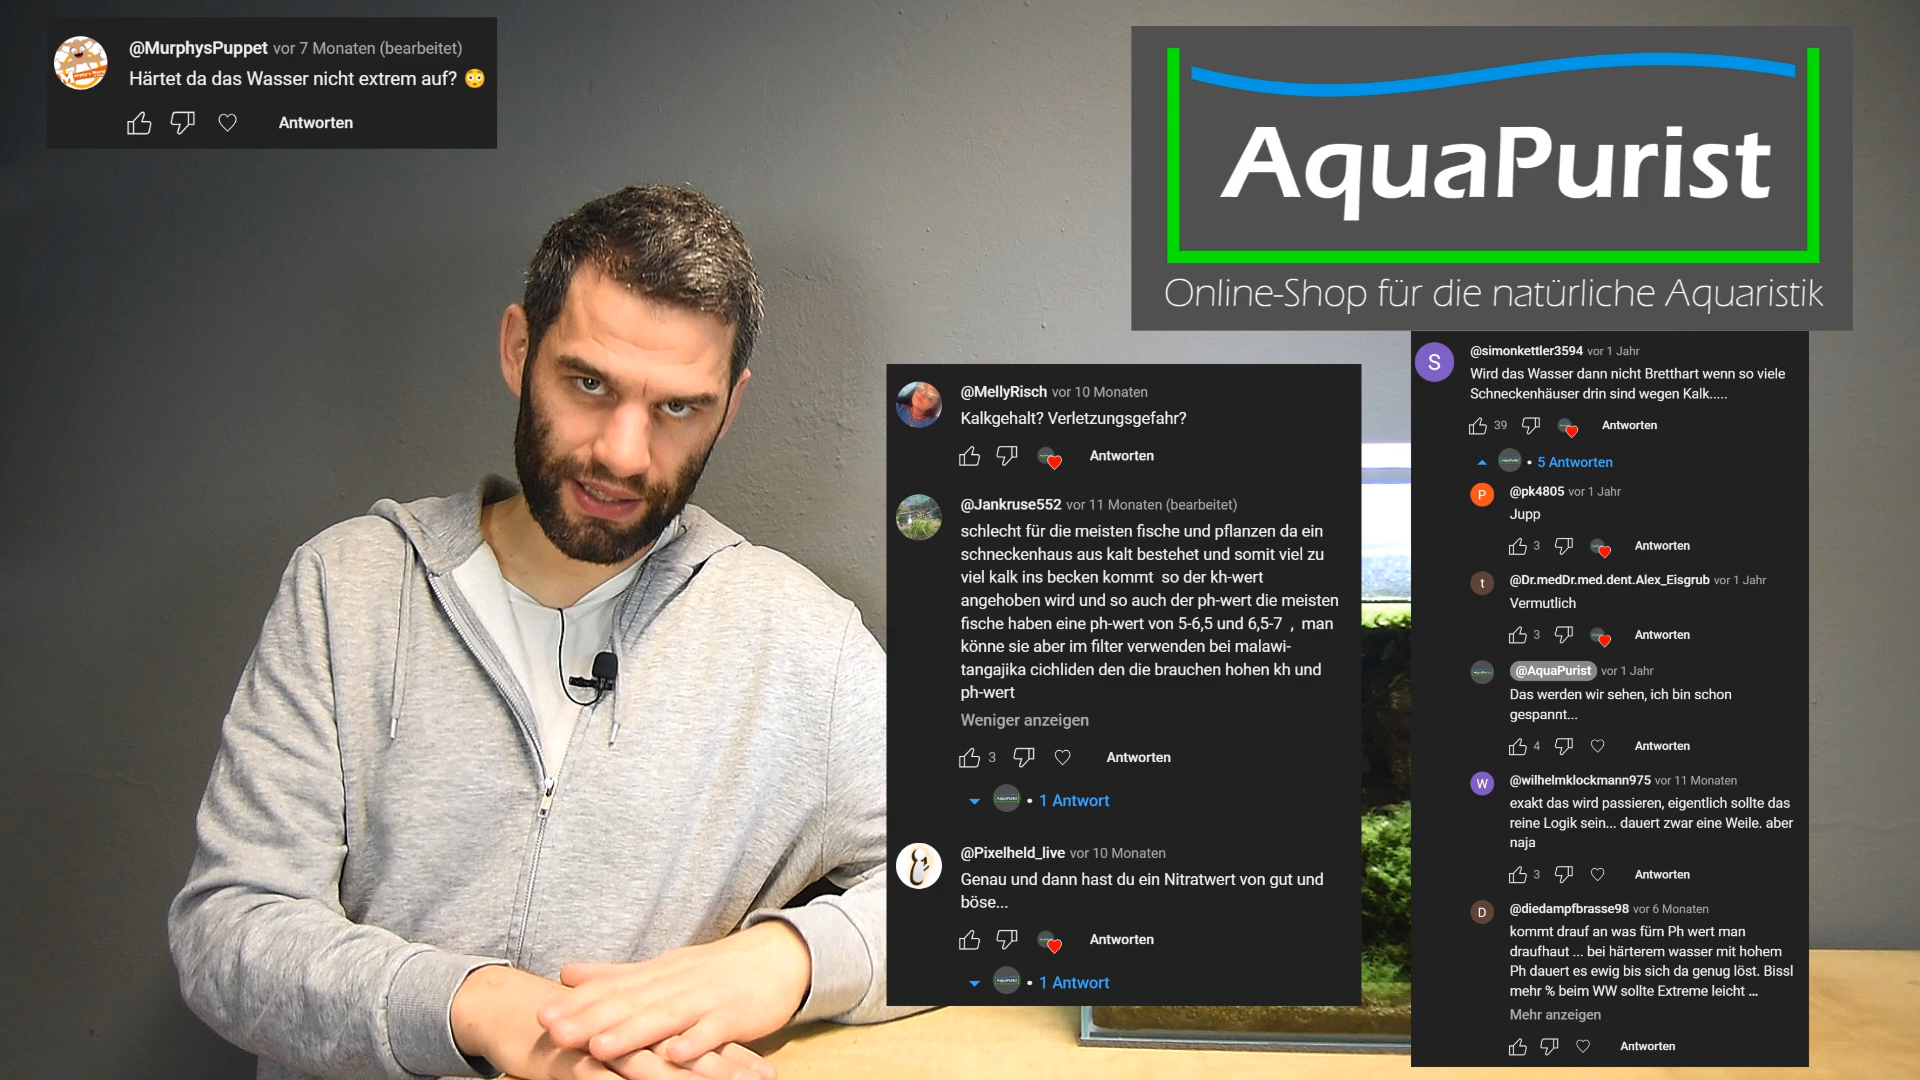 @MurphysPuppet vor 7 Monaten (bearbeitet)
Härtet da das Wasser nicht extrem auf? 😳
Antworten
AquaPurist
Online-Shop für die natürliche Aquaristik
@MellyRisch vor 10 Monaten
Kalkgehalt? Verletzungsgefahr?
Antworten
@Jankruse552 vor 11 Monaten (bearbeitet)
schlecht für die meisten fische und pflanzen da ein
schneckenhaus aus kalt bestehet und somit viel zu
viel kalk ins becken kommt so der kh-wert
angehoben wird und so auch der ph-wert die meisten
fische haben eine ph-wert von 5-6,5 und 6,5-7 , man
könne sie aber im filter verwenden bei malawi-
tangajika cichliden den die brauchen hohen kh und
ph-wert
Weniger anzeigen
3 Antworten
• 1 Antwort
@Pixelheld_live vor 10 Monaten
Genau und dann hast du ein Nitratwert von gut und
böse...
Antworten
• 1 Antwort
S
@simonkettler3594 vor 1 Jahr
Wird das Wasser dann nicht Bretthart wenn so viele
Schneckenhäuser drin sind wegen Kalk.....
39 Antworten
• 5 Antworten
P
@pk4805 vor 1 Jahr
Jupp
3 Antworten
t
@Dr.medDr.med.dent.Alex_Eisgrub vor 1 Jahr
Vermutlich
3 Antworten
@AquaPurist vor 1 Jahr
Das werden wir sehen, ich bin schon
gespannt...
4 Antworten
W
@wilhelmklockmann975 vor 11 Monaten
exakt das wird passieren, eigentlich sollte das
reine Logik sein... dauert zwar eine Weile. aber
naja
3 Antworten
D
@diedampfbrasse98 vor 6 Monaten
kommt drauf an was fürn Ph wert man
draufhaut ... bei härterem wasser mit hohem
Ph dauert es ewig bis sich da genug löst. Bissl
mehr % beim WW sollte Extreme leicht ...
Mehr anzeigen
Antworten